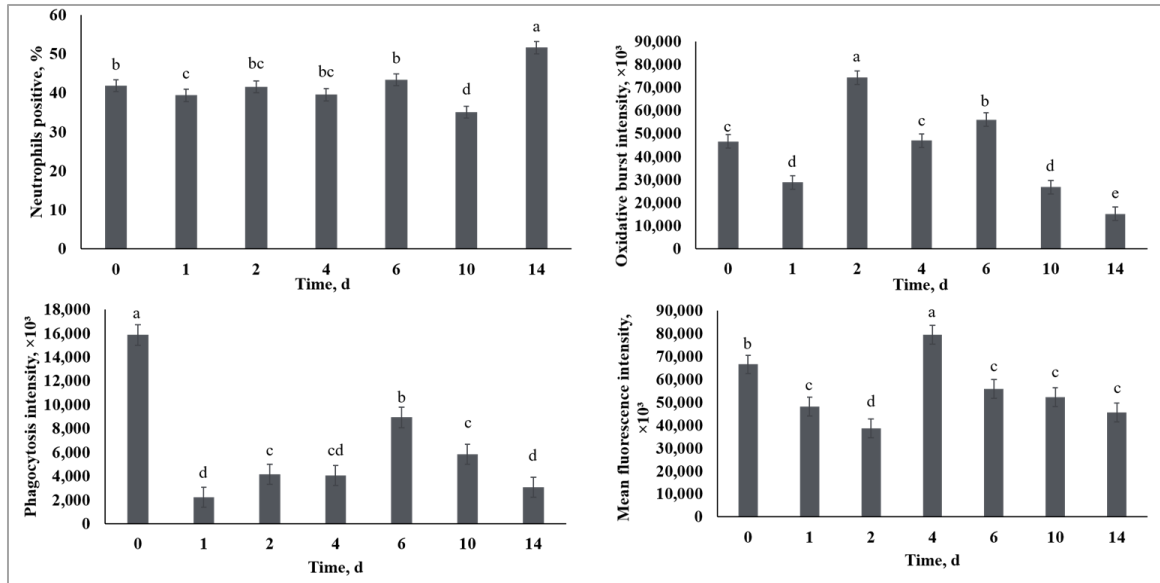 Neutrophils positive, %
60
50
40
30
20
10
0
b
c
bc
bc
b
d
a
0 1 2 4 6 10 14
Time, d
Oxidative burst intensity, ×10³
90,000
80,000
70,000
60,000
50,000
40,000
30,000
20,000
10,000
0
c
d
a
c
b
d
e
0 1 2 4 6 10 14
Time, d
Phagocytosis intensity, ×10³
18,000
16,000
14,000
12,000
10,000
8,000
6,000
4,000
2,000
0
a
d
c
cd
b
c
d
0 1 2 4 6 10 14
Time, d
Mean fluorescence intensity,
×10³
90,000
80,000
70,000
60,000
50,000
40,000
30,000
20,000
10,000
0
b
c
d
a
c
c
c
0 1 2 4 6 10 14
Time, d